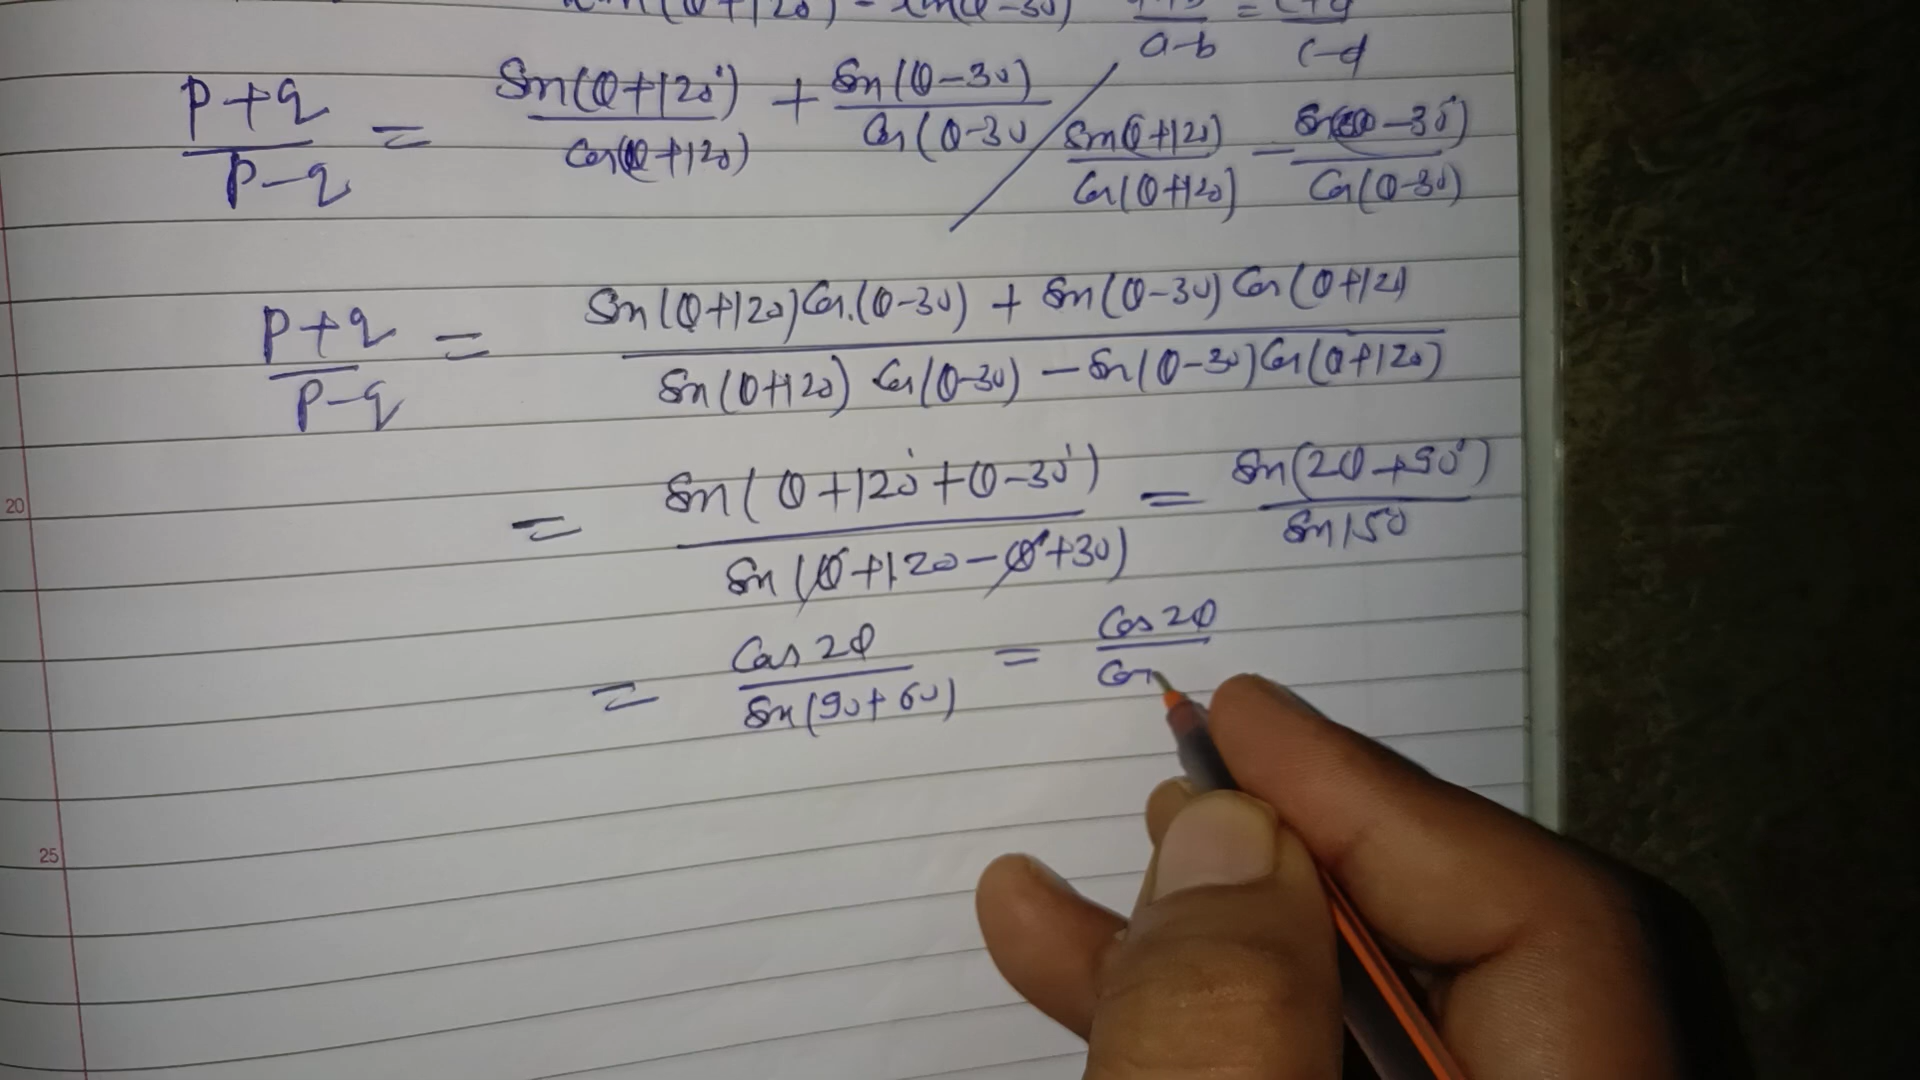 (θ+120) - (θ-30) a-b = c-d
P+q / P-q = Sin(θ+120°) / Cos(θ+120) + Sin(θ-30) / Cos(θ-30 / Sin(θ+120) / Cos(θ+120) - Sin(θ-30°) / Cos(θ-30)
P+q / P-q = Sin(θ+120)Cos.(θ-30) + Sin(θ-30)Cos(θ+120 / Sin(θ+120) Cos(θ-30) - Sin(θ-30)Cos(θ+120)
20
= Sin(θ+120°+θ-30°) / Sin(θ+120-θ+30) = Sin(2θ+90°) / Sin150
= Cos2θ / Sin(90+60) = Cos2θ / Cos
25